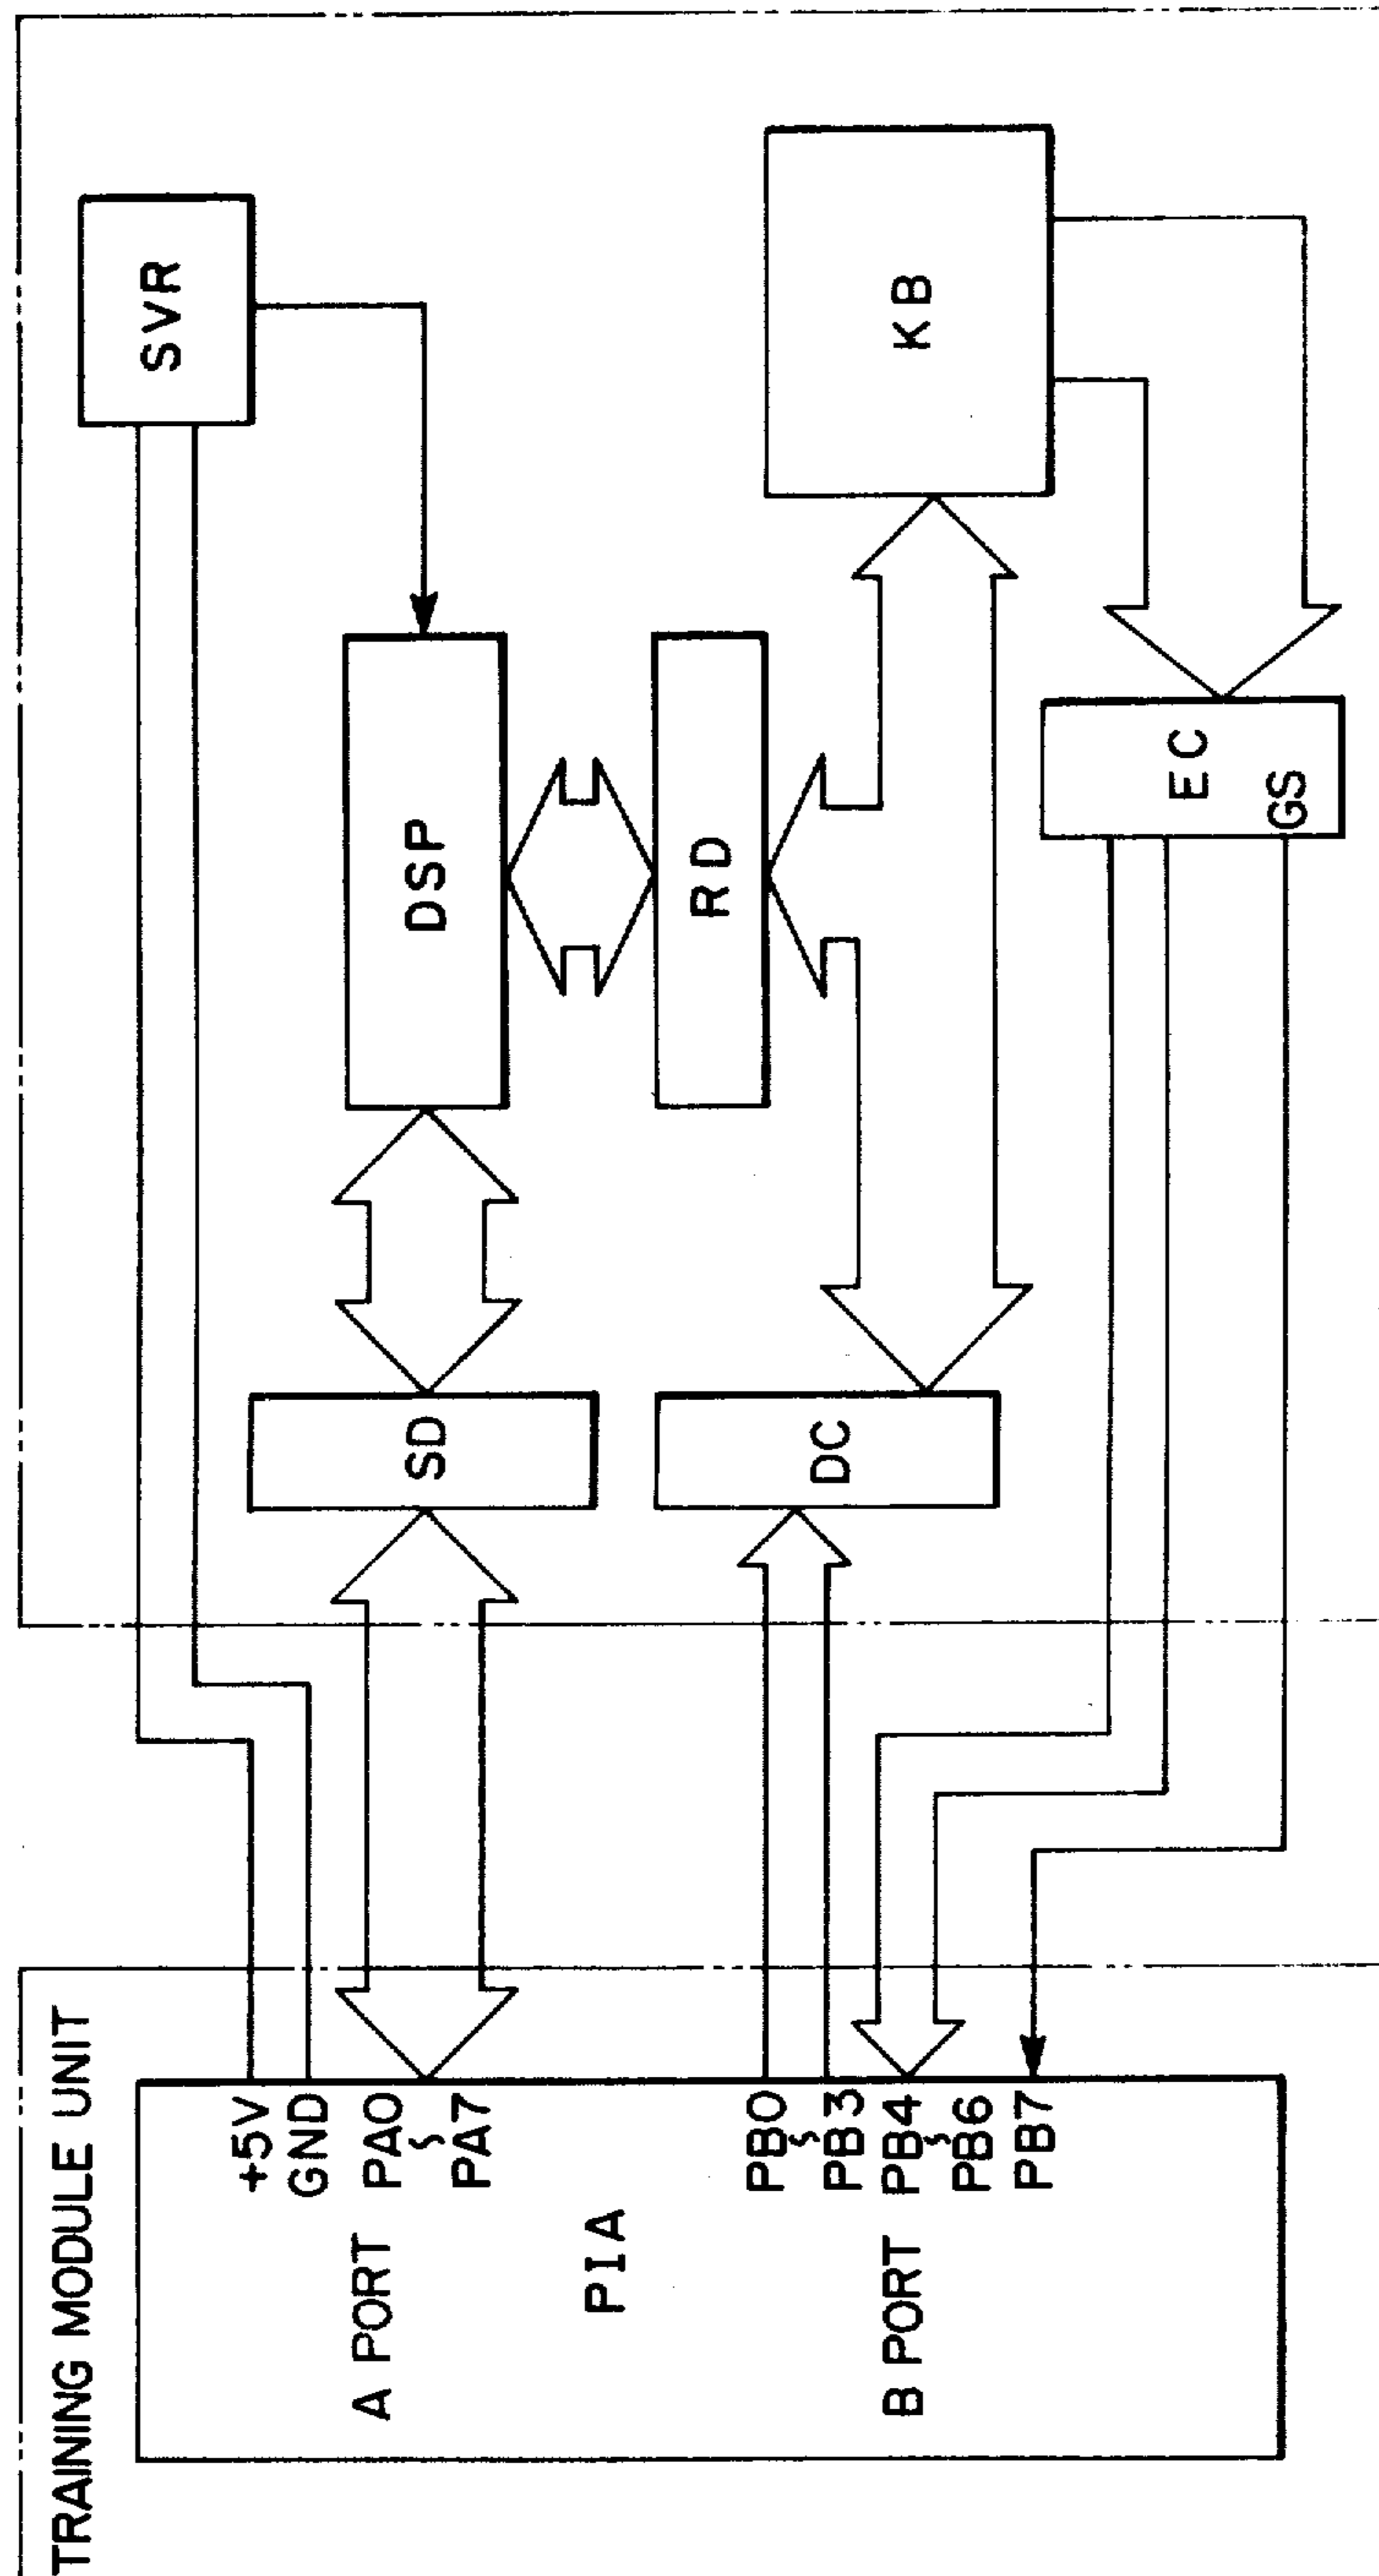 TRAINING MODULE UNIT
+5V
GND
A PORT PA0
∫
PA7
PIA
PB0
∫
PB3
B PORT PB4
∫
PB6
PB7
SD
DC
DSP
RD
EC
GS
SVR
KB